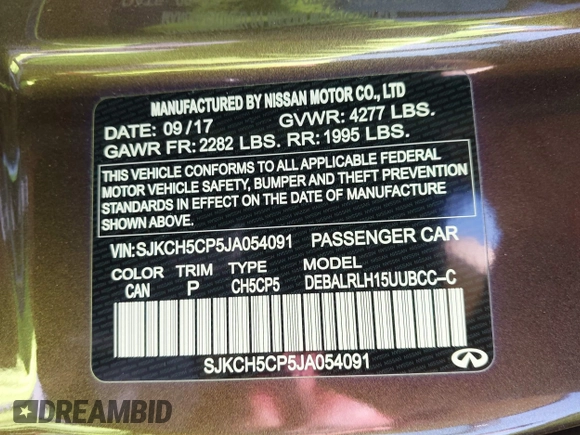 MANUFACTURED BY NISSAN MOTOR CO., LTD
DATE: 09/17 GVWR: 4277 LBS.
GAWR FR: 2282 LBS. RR: 1995 LBS.
THIS VEHICLE CONFORMS TO ALL APPLICABLE FEDERAL
MOTOR VEHICLE SAFETY, BUMPER AND THEFT PREVENTION
STANDARDS IN EFFECT ON THE DATE OF MANUFACTURE
SHOWN ABOVE.
VIN:SJKCH5CP5JA054091 PASSENGER CAR
COLOR TRIM TYPE MODEL
CAN P CH5CP5 DEBALRLH15UUBCC-C
SJKCH5CP5JA054091
DREAMBID